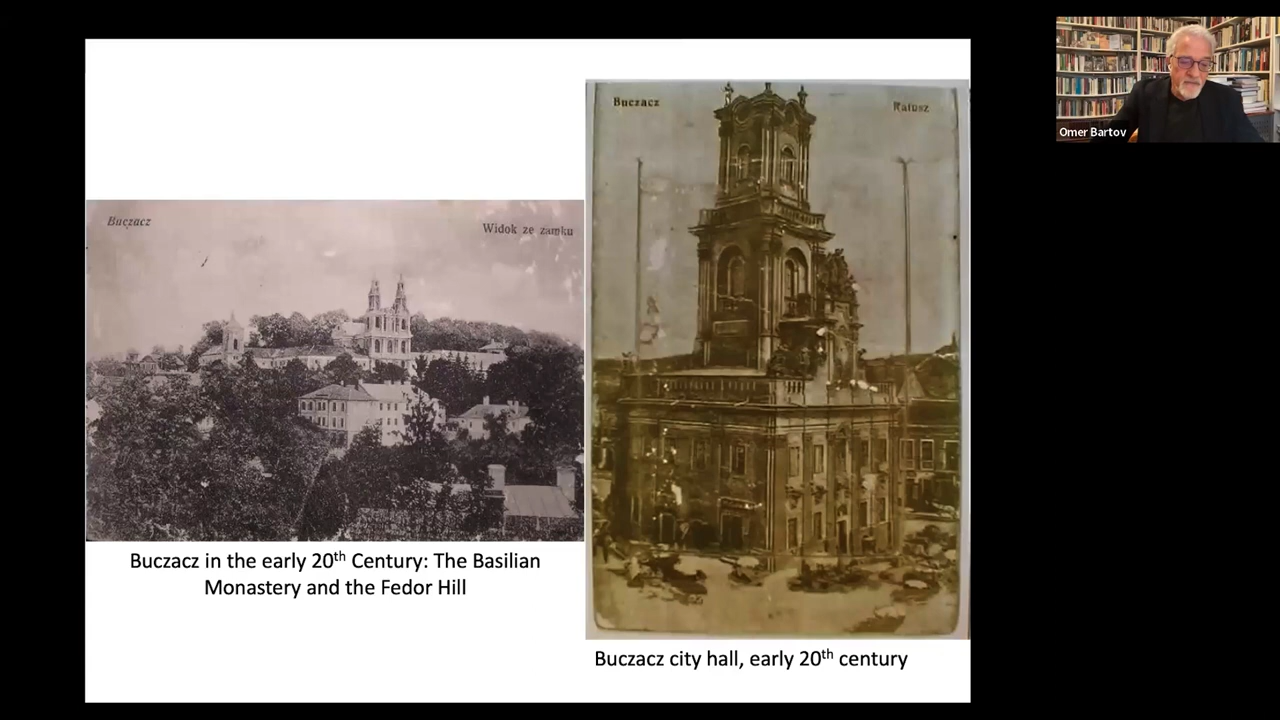 Buczacz
Widok ze zamku
Buczacz in the early 20th Century: The Basilian
Monastery and the Fedor Hill
Buczacz
Ratusz
Buczacz city hall, early 20th century
Omer Bartov